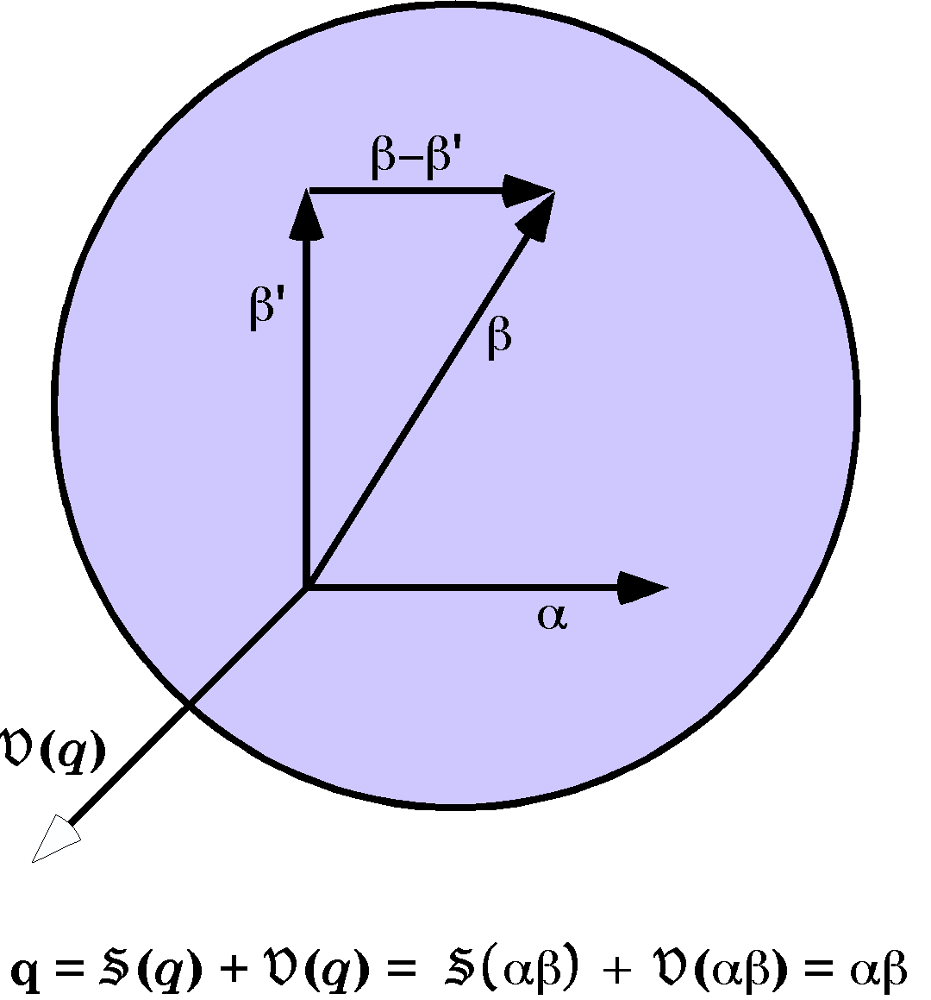 β−β'
β'
β
α
𝔙(q)
q = 𝔖(q) + 𝔙(q) = 𝔖(αβ) + 𝔙(αβ) = αβ